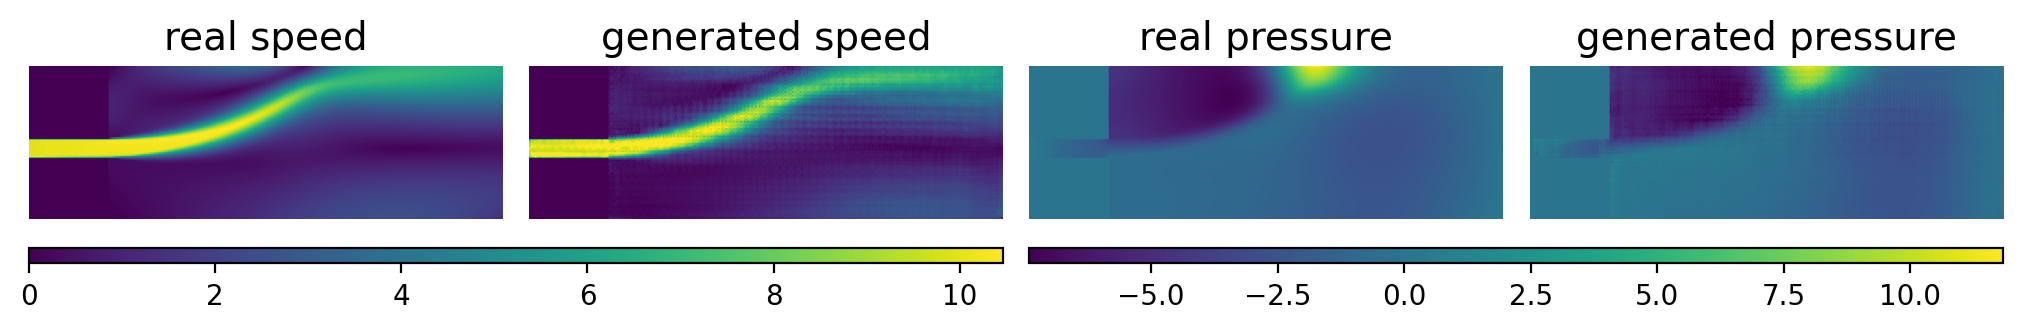 real speed
generated speed
real pressure
generated pressure
0 2 4 6 8 10
−5.0 −2.5 0.0 2.5 5.0 7.5 10.0